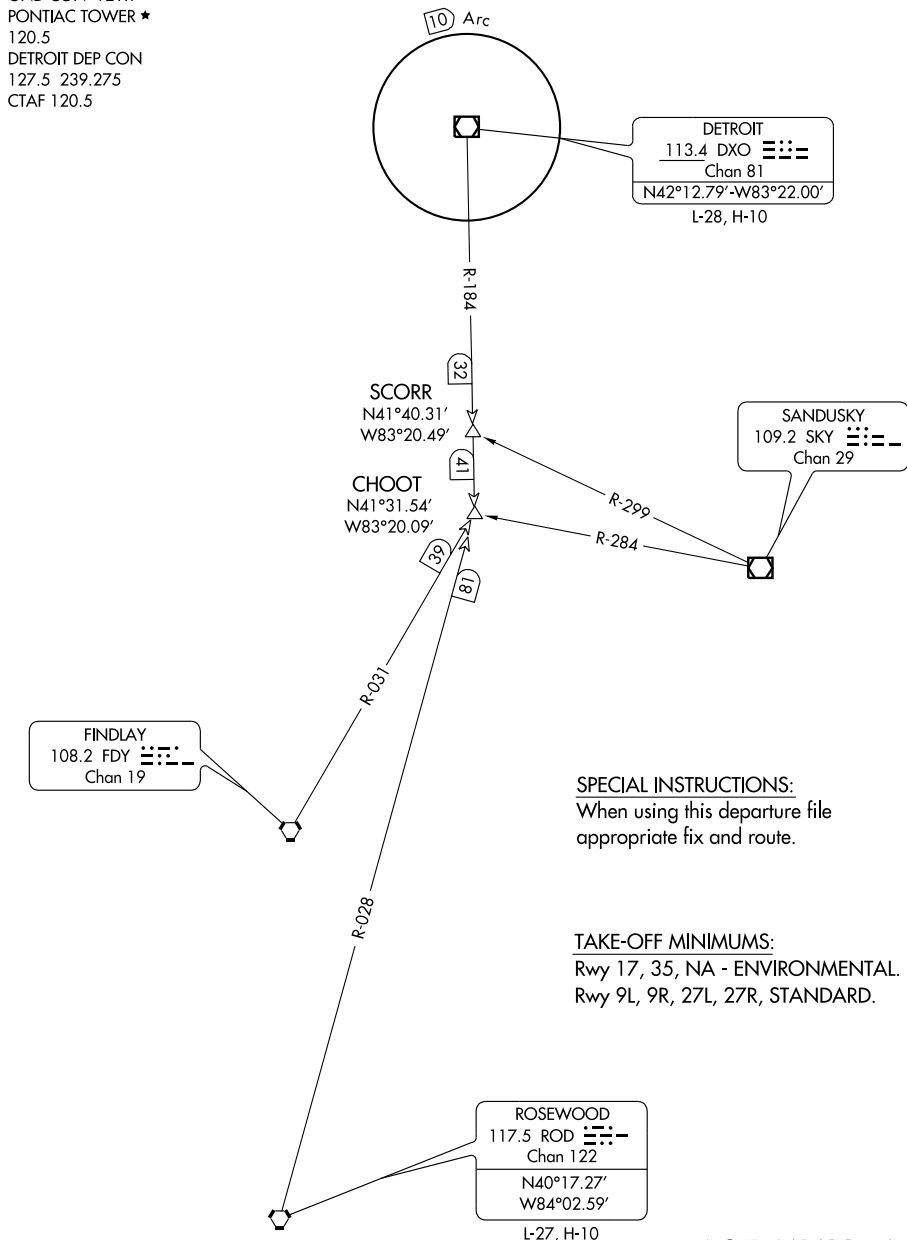 PONTIAC TOWER ★
120.5
DETROIT DEP CON
127.5 239.275
CTAF 120.5
10 Arc
DETROIT
113.4 DXO
Chan 81
N42°12.79'-W83°22.00'
L-28, H-10
R-184
32
SCORR
N41°40.31'
W83°20.49'
SANDUSKY
109.2 SKY
Chan 29
41
CHOOT
N41°31.54'
W83°20.09'
R-299
R-284
39
81
R-031
FINDLAY
108.2 FDY
Chan 19
SPECIAL INSTRUCTIONS:
When using this departure file
appropriate fix and route.
R-028
TAKE-OFF MINIMUMS:
Rwy 17, 35, NA - ENVIRONMENTAL.
Rwy 9L, 9R, 27L, 27R, STANDARD.
ROSEWOOD
117.5 ROD
Chan 122
N40°17.27'
W84°02.59'
L-27, H-10